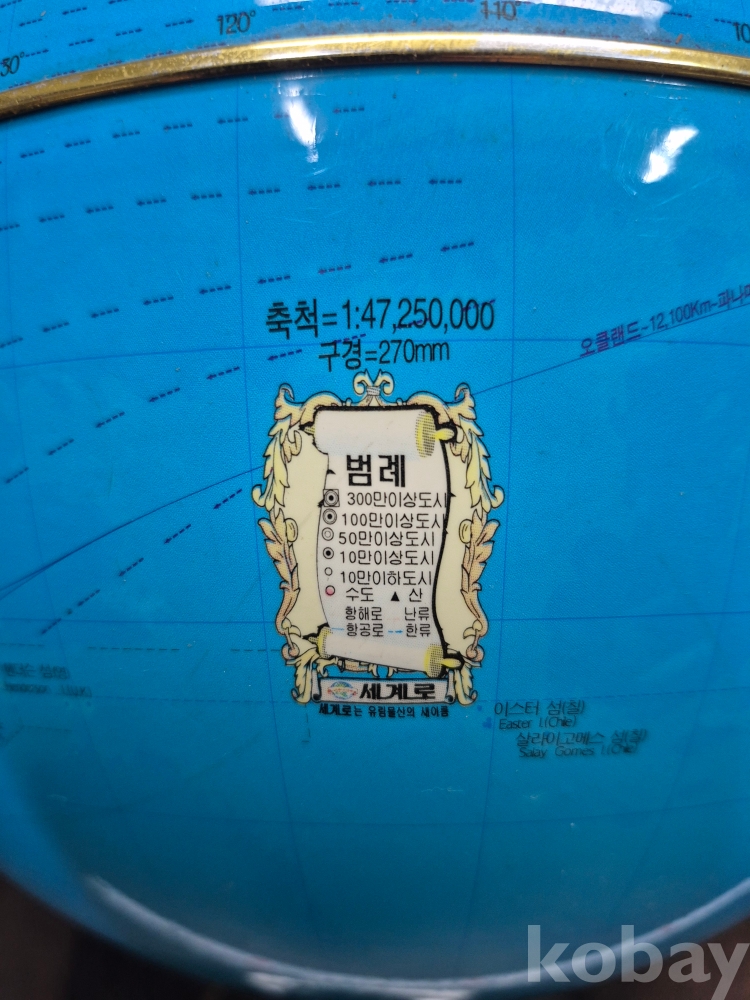 120°
110°
30°
10
축척=1:47,250,000
구경=270mm
오클랜드-12,100Km-파나마
범례
300만이상도시
100만이상도시
50만이상도시
10만이상도시
10만이하도시
수도 ▲ 산
항해로 난류
항공로 한류
세계로
세계로는 유림물산의 새이름
이스터 섬(칠)
Easter I.(Chile)
살라이고메스 섬(칠)
Salay Gomes I.(Chile)
kobay